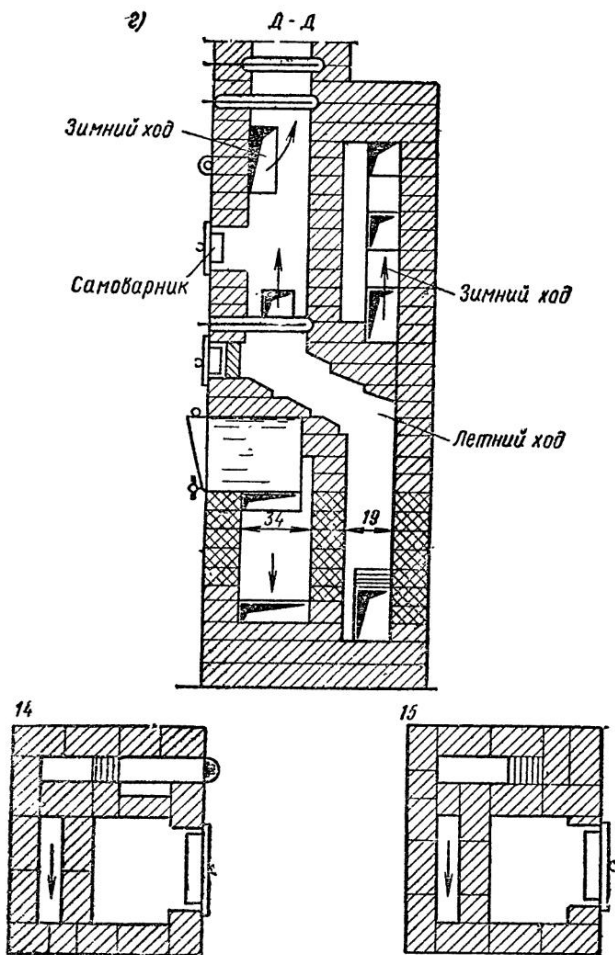 г) Д - Д
Зимний ход
Самоварник
Зимний ход
Летний ход
34
19
14
15